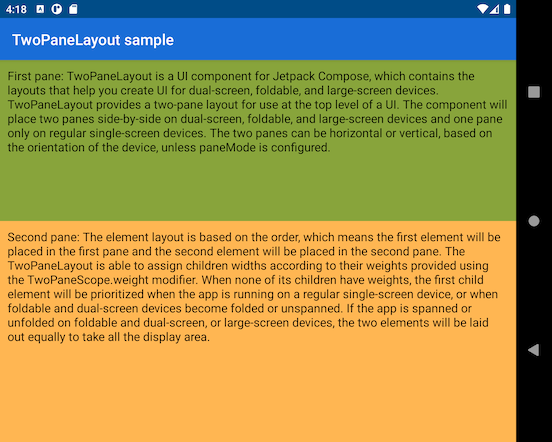 4:18
TwoPaneLayout sample
First pane: TwoPaneLayout is a UI component for Jetpack Compose, which contains the
layouts that help you create UI for dual-screen, foldable, and large-screen devices.
TwoPaneLayout provides a two-pane layout for use at the top level of a UI. The component will
place two panes side-by-side on dual-screen, foldable, and large-screen devices and one pane
only on regular single-screen devices. The two panes can be horizontal or vertical, based on
the orientation of the device, unless paneMode is configured.
Second pane: The element layout is based on the order, which means the first element will be
placed in the first pane and the second element will be placed in the second pane. The
TwoPaneLayout is able to assign children widths according to their weights provided using
the TwoPaneScope.weight modifier. When none of its children have weights, the first child
element will be prioritized when the app is running on a regular single-screen device, or when
foldable and dual-screen devices become folded or unspanned. If the app is spanned or
unfolded on foldable and dual-screen, or large-screen devices, the two elements will be laid
out equally to take all the display area.